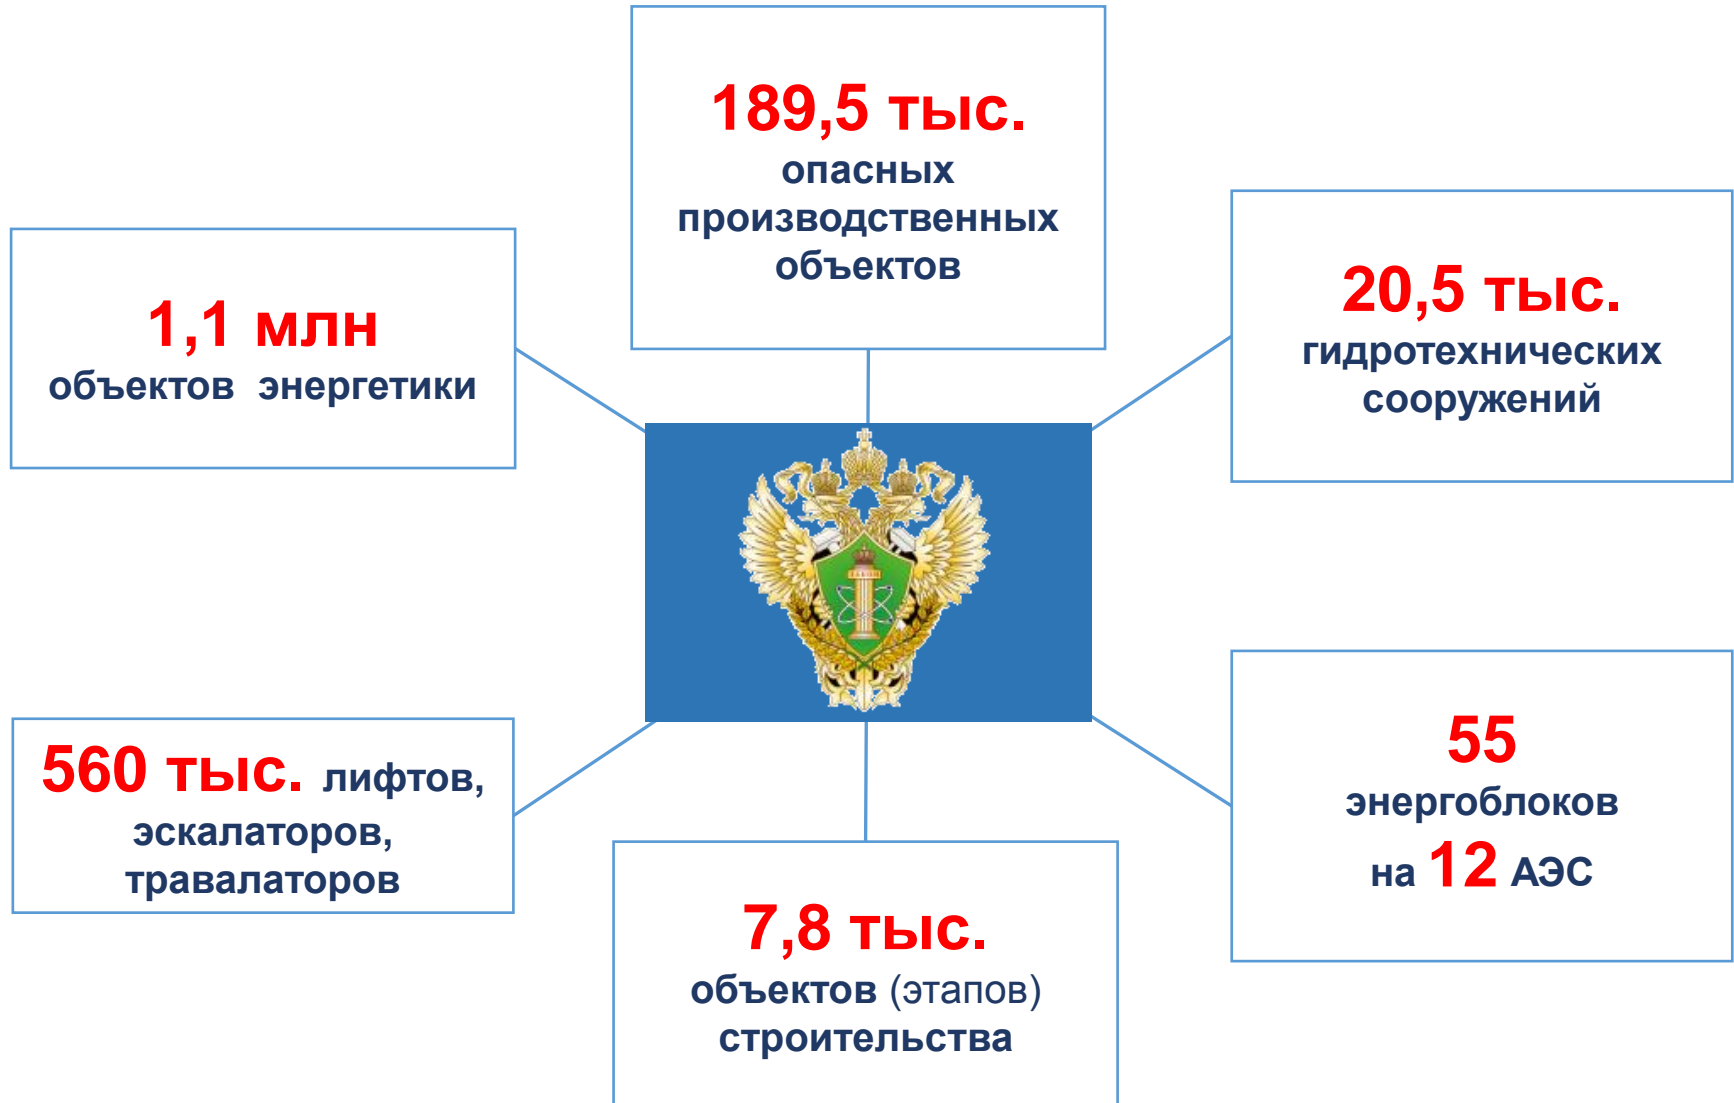 189,5 тыс.
опасных
производственных
объектов
1,1 млн
объектов энергетики
20,5 тыс.
гидротехнических
сооружений
ЗАКОН
560 тыс. лифтов,
эскалаторов,
травалаторов
55
энергоблоков
на 12 АЭС
7,8 тыс.
объектов (этапов)
строительства